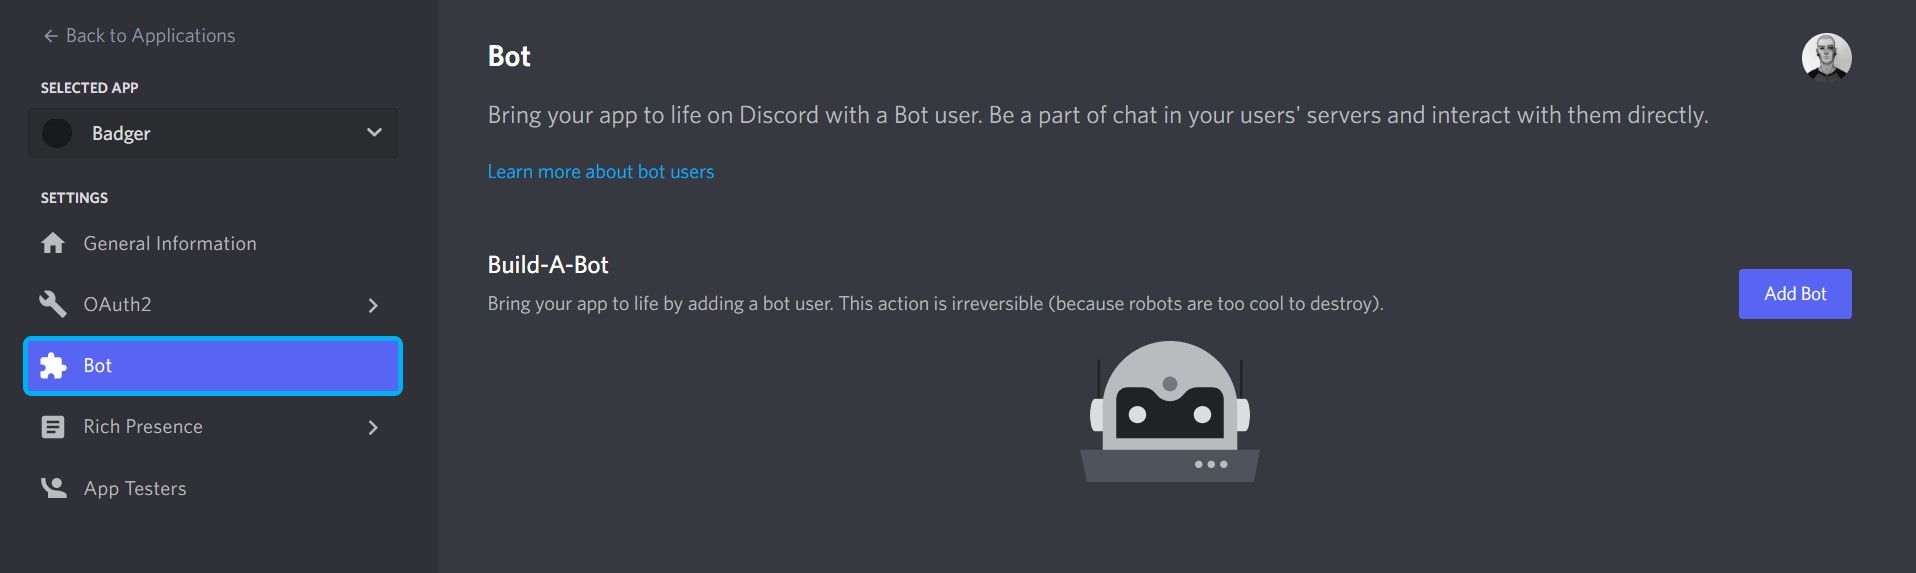 Back to Applications
SELECTED APP
Badger
SETTINGS
General Information
OAuth2
Bot
Rich Presence
App Testers
Bot
Bring your app to life on Discord with a Bot user. Be a part of chat in your users' servers and interact with them directly.
Learn more about bot users
Build-A-Bot
Bring your app to life by adding a bot user. This action is irreversible (because robots are too cool to destroy).
Add Bot